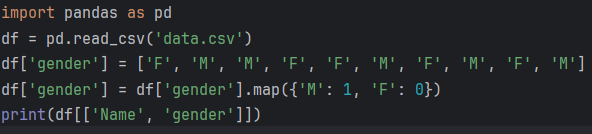 import pandas as pd
df = pd.read_csv('data.csv')
df['gender'] = ['F', 'M', 'M', 'F', 'F', 'M', 'F', 'M', 'F', 'M']
df['gender'] = df['gender'].map({'M': 1, 'F': 0})
print(df[['Name', 'gender']])